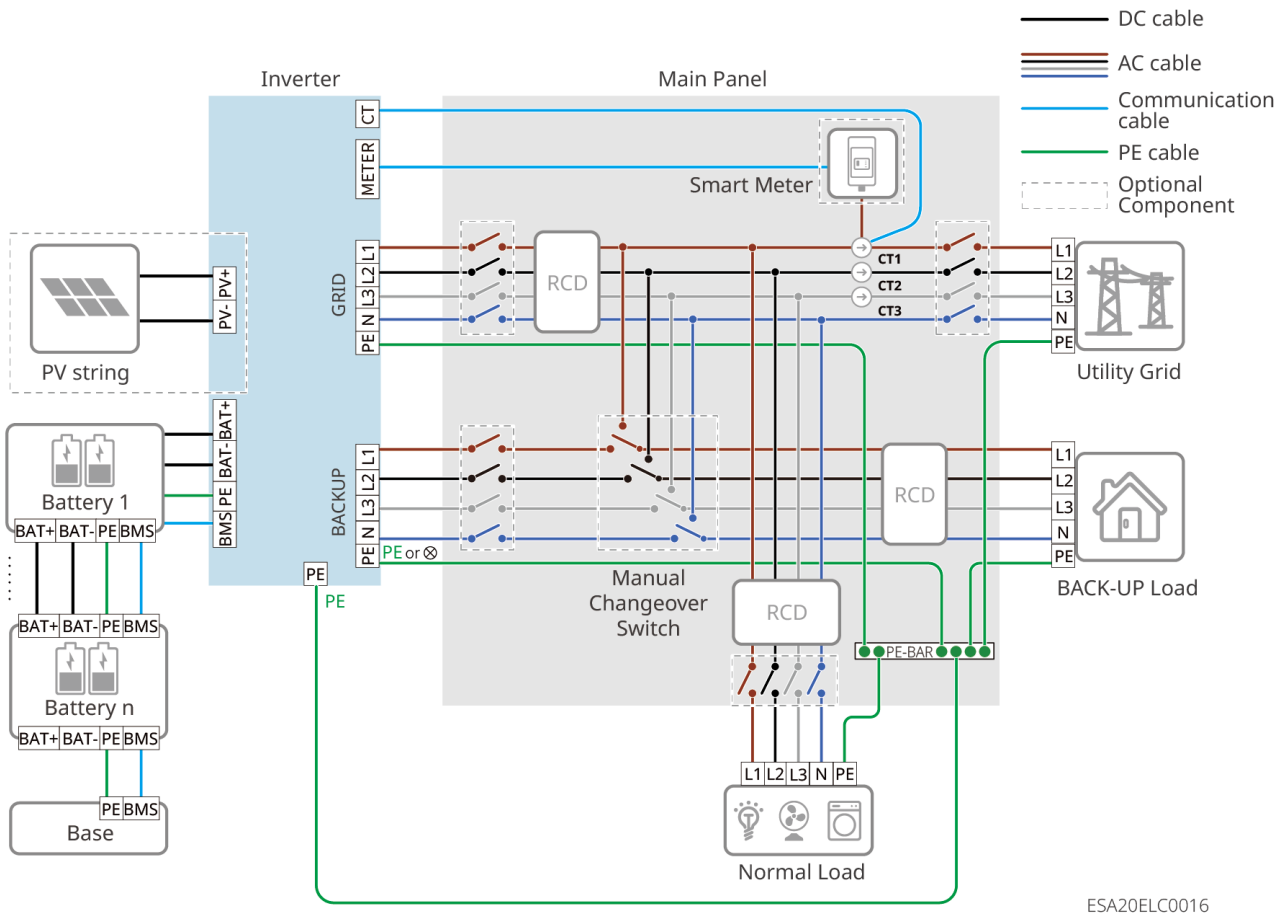 DC cable
AC cable
Communication
cable
PE cable
Optional
Component
Inverter
Main Panel
CT
METER
Smart Meter
GRID
L1
L2
L3
N
PE
RCD
CT1
CT2
CT3
L1
L2
L3
N
PE
Utility Grid
PV+
PV-
PV string
BAT+
BAT-
PE
BMS
Battery 1
BAT+ BAT- PE BMS
BAT+ BAT- PE BMS
Battery n
BAT+ BAT- PE BMS
PE BMS
Base
BACKUP
L1
L2
L3
N
PE
PE or ⊗
PE
PE
Manual
Changeover
Switch
RCD
RCD
L1
L2
L3
N
PE
BACK-UP Load
PE-BAR
L1 L2 L3 N PE
Normal Load
ESA20ELC0016